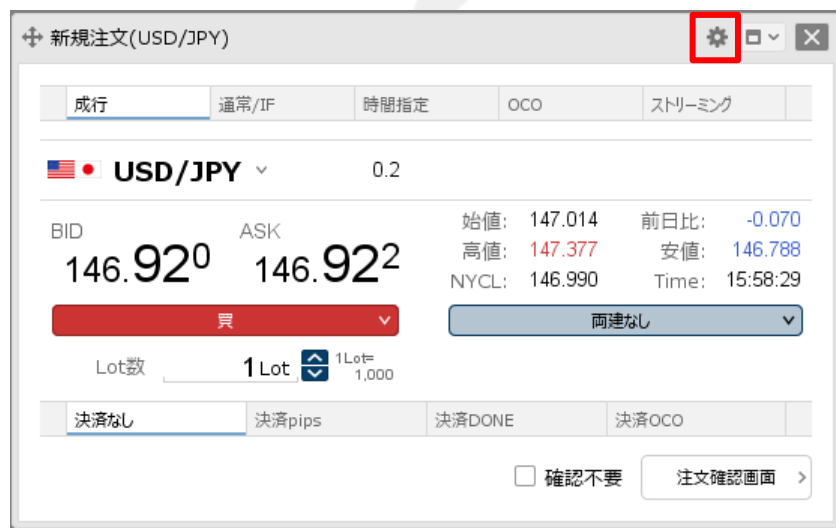 新規注文(USD/JPY)
成行 通常/IF 時間指定 OCO ストリーミング
USD/JPY 0.2
BID ASK
146.920 146.922
始値: 147.014 前日比: -0.070
高値: 147.377 安値: 146.788
NYCL: 146.990 Time: 15:58:29
買 両建なし
Lot数 1 Lot 1Lot=
1,000
決済なし 決済pips 決済DONE 決済OCO
確認不要 注文確認画面